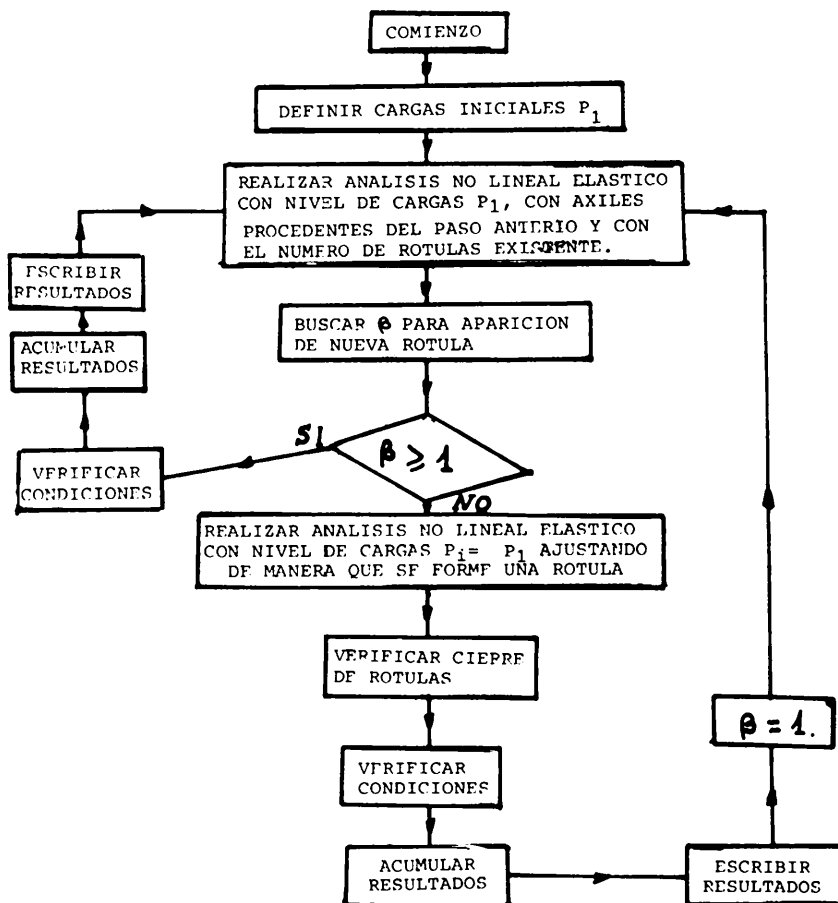 COMIENZO
DEFINIR CARGAS INICIALES P1
REALIZAR ANALISIS NO LINEAL ELASTICO
CON NIVEL DE CARGAS P1, CON AXILES
PROCEDENTES DEL PASO ANTERIO Y CON
EL NUMERO DE ROTULAS EXISTENTE.
BUSCAR β PARA APARICION
DE NUEVA ROTULA
β ≥ 1
SI
NO
VERIFICAR
CONDICIONES
ACUMULAR
RESULTADOS
ESCRIBIR
RESULTADOS
REALIZAR ANALISIS NO LINEAL ELASTICO
CON NIVEL DE CARGAS Pi= P1 AJUSTANDO
DE MANERA QUE SE FORME UÑA ROTULA
VERIFICAR CIEPRE
DE ROTULAS
VERIFICAR
CONDICIONES
ACUMULAR
RESULTADOS
ESCRIBIR
RESULTADOS
β = 1.